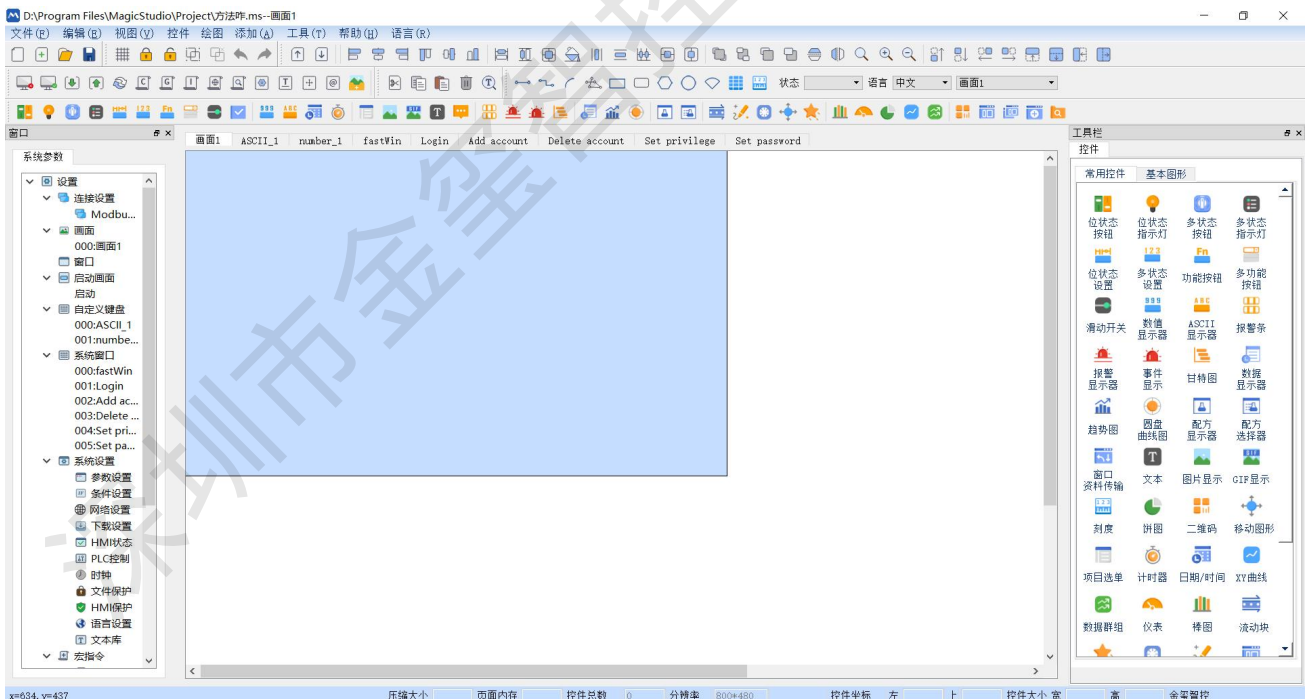 D:\Program Files\MagicStudio\Project\方法咋.ms--画面1
文件(F) 编辑(E) 视图(V) 控件 绘图 添加(A) 工具(T) 帮助(H) 语言(R)
状态 语言 中文 画面1
窗口
系统参数
设置
连接设置
Modbu...
画面
000:画面1
窗口
启动画面
启动
自定义键盘
000:ASCII_1
001:numbe...
系统窗口
000:fastWin
001:Login
002:Add ac...
003:Delete ...
004:Set pri...
005:Set pa...
系统设置
参数设置
条件设置
网络设置
下载设置
HMI状态
PLC控制
时钟
文件保护
HMI保护
语言设置
文本库
宏指令
画面1 ASCII_1 number_1 fastWin Login Add account Delete account Set privilege Set password
工具栏
控件
常用控件 基本图形
位状态按钮 位状态指示灯 多状态按钮 多状态指示灯
位状态设置 多状态设置 功能按钮 多功能按钮
滑动开关 数值显示器 ASCII显示器 报警条
报警显示器 事件显示 甘特图 数据显示器
趋势图 圆盘曲线图 配方显示器 配方选择器
窗口资料传输 文本 图片显示 GIF显示
刻度 饼图 二维码 移动图形
项目选单 计时器 日期/时间 XY曲线
数据群组 仪表 棒图 流动块
x=634, y=437 压缩大小 页面内存 控件总数 0 分辨率 800*480 控件坐标 左 上 控件大小 宽 高 金玺智控
深圳市金玺智控